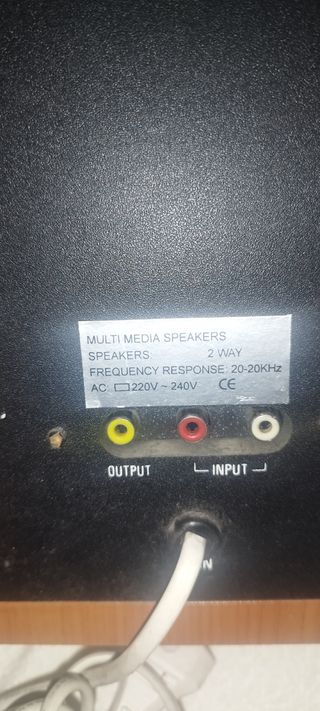 MULTI MEDIA SPEAKERS
SPEAKERS: 2 WAY
FREQUENCY RESPONSE: 20-20KHz
AC: 220V ~ 240V CE
OUTPUT INPUT